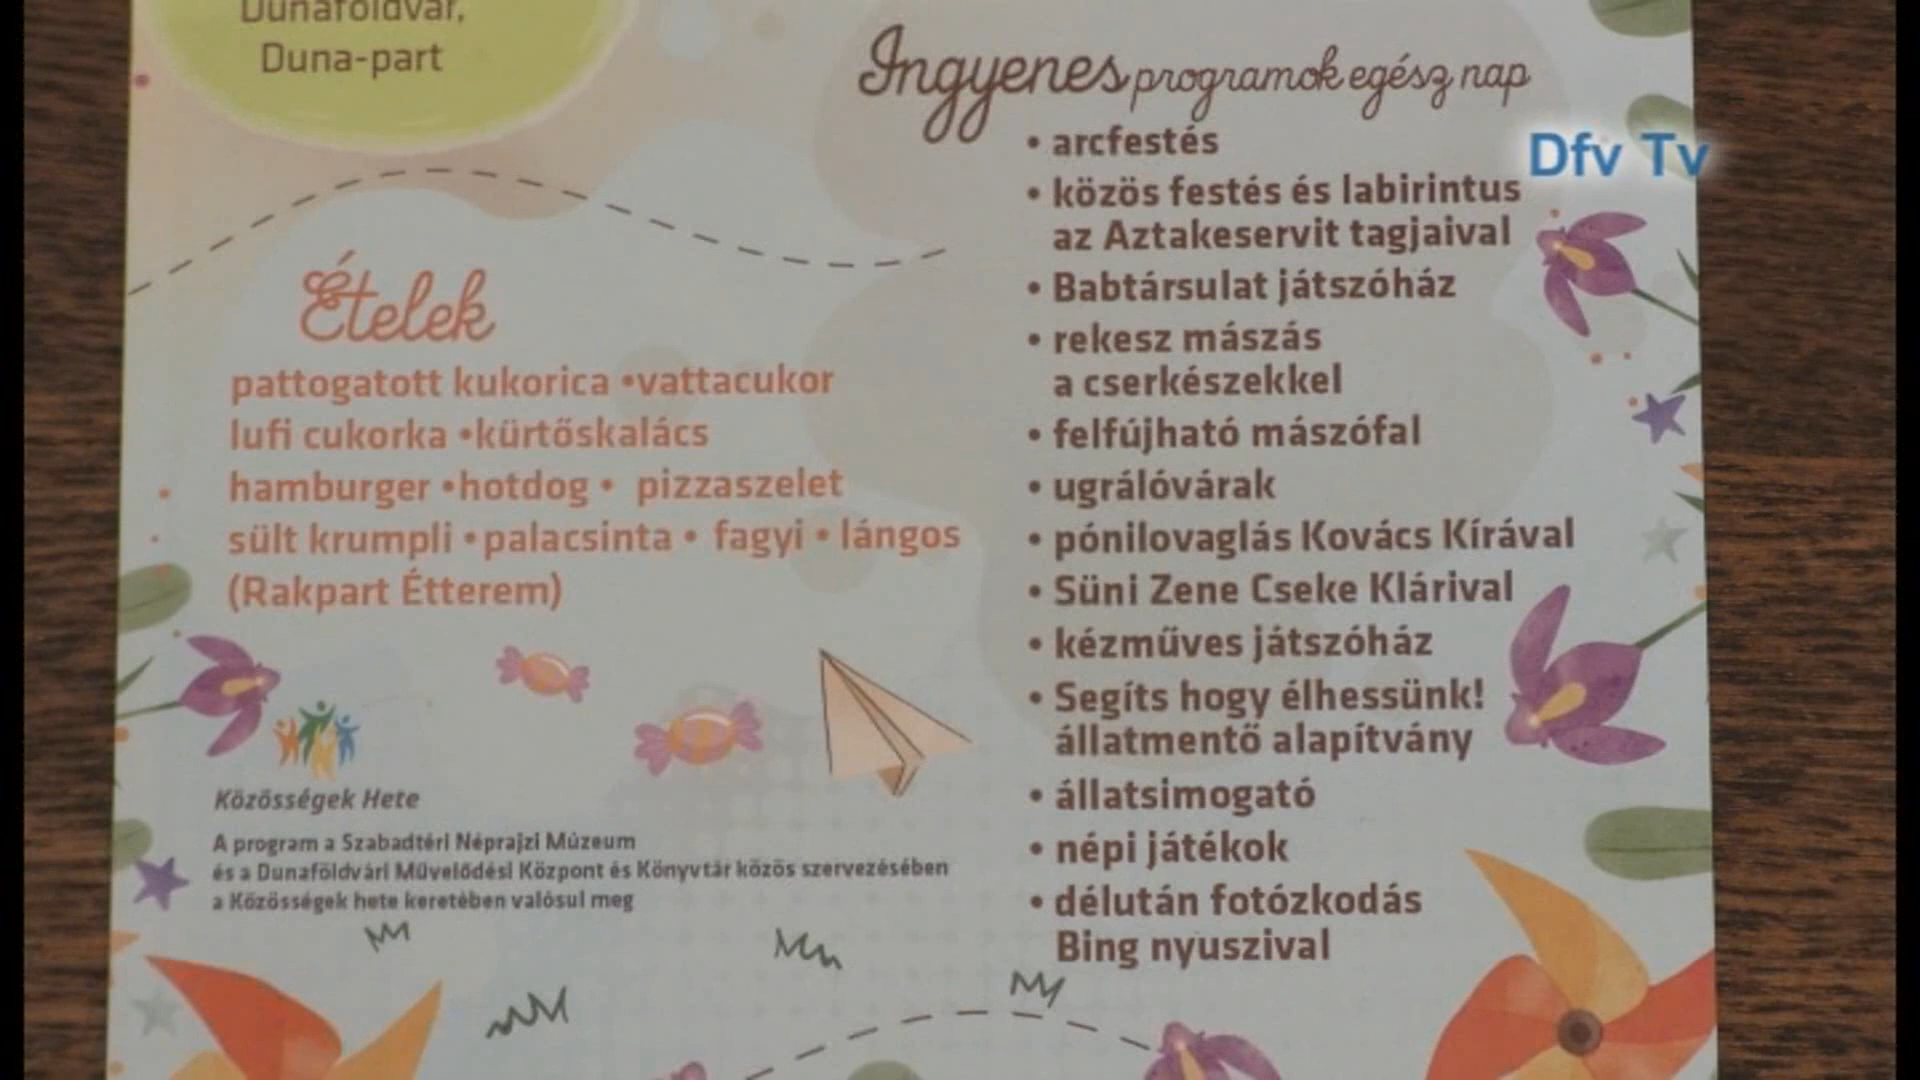 Dunaföldvár,
Duna-part
Ételek
pattogatott kukorica •vattacukor
lufi cukorka •kürtőskalács
hamburger •hotdog • pizzaszelet
sült krumpli •palacsinta • fagyi • lángos
(Rakpart Étterem)
Közösségek Hete
A program a Szabadtéri Néprajzi Múzeum
és a Dunaföldvári Művelődési Központ és Könyvtár közös szervezésében
a Közösségek hete keretében valósul meg
Ingyenes programok egész nap
• arcfestés
• közös festés és labirintus
az Aztakeservit tagjaival
• Babtársulat játszóház
• rekesz mászás
a cserkészekkel
• felfújható mászófal
• ugrálóvárak
• pónilovaglás Kovács Kírával
• Süni Zene Cseke Klárival
• kézműves játszóház
• Segíts hogy élhessünk!
állatmentő alapítvány
• állatsimogató
• népi játékok
• délután fotózkodás
Bing nyuszival
Dfv Tv